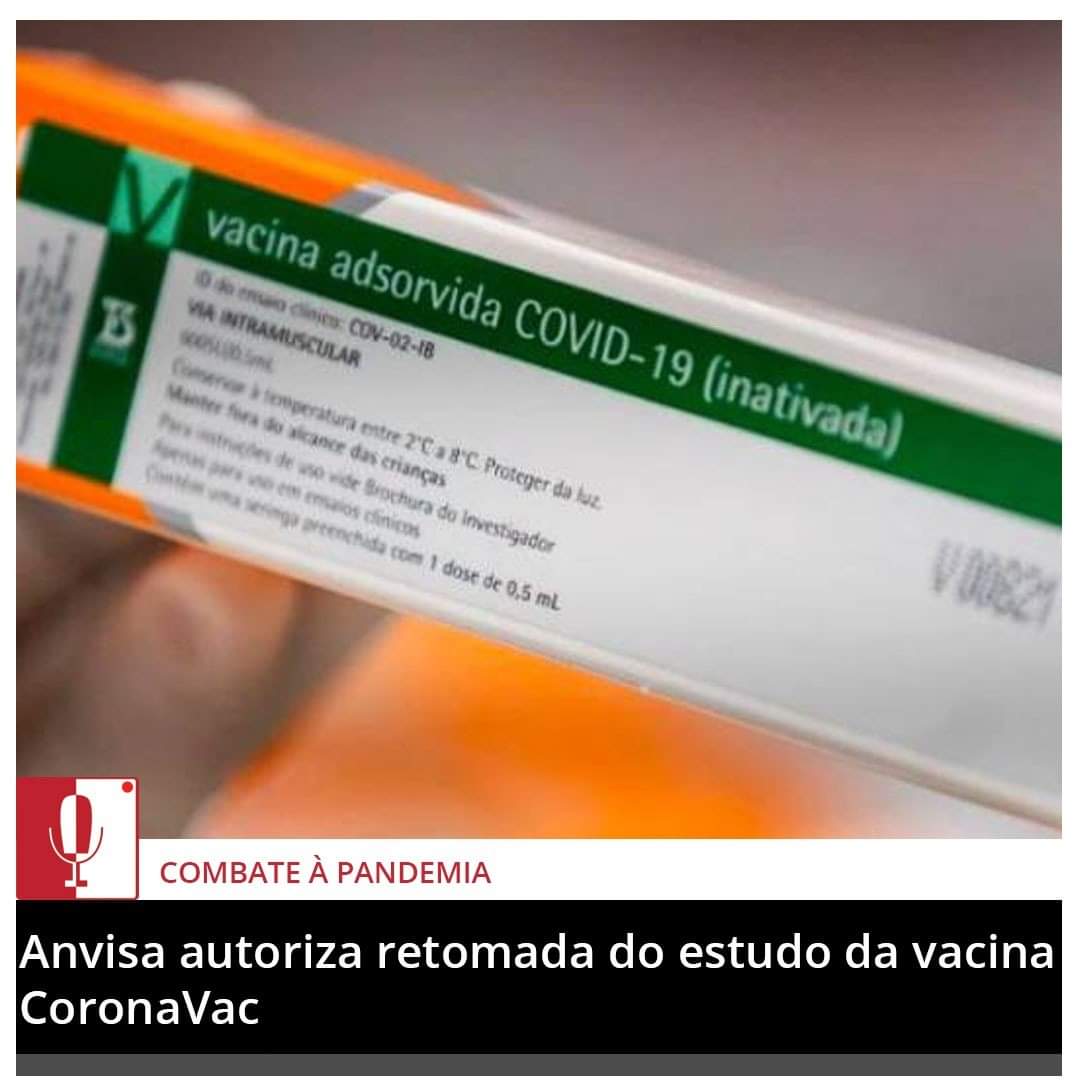 vacina adsorvida COVID-19 (inativada)
ID do ensaio clínico: COV-02-IB
VIA INTRAMUSCULAR
Conservar à temperatura entre 2°C a 8°C. Proteger da luz.
Manter fora do alcance das crianças
Para instruções de uso vide Brochura do Investigador
Apenas para uso em ensaios clínicos
Contém uma seringa preenchida com 1 dose de 0,5 mL
V00821
COMBATE À PANDEMIA
Anvisa autoriza retomada do estudo da vacina
CoronaVac